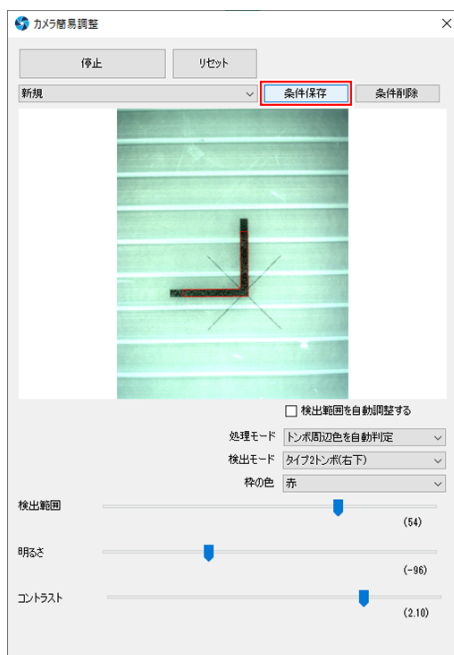 カメラ簡易調整
停止 リセット
新規 条件保存 条件削除
検出範囲を自動調整する
処理モード トンボ周辺色を自動判定
検出モード タイプ2トンボ(右下)
枠の色 赤
検出範囲
(54)
明るさ
(-96)
コントラスト
(2.10)